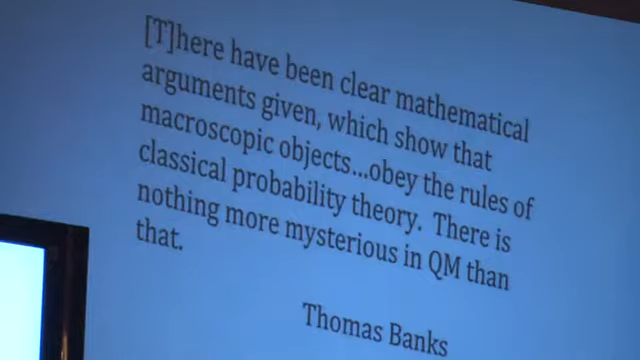 [T]here have been clear mathematical
arguments given, which show that
macroscopic objects...obey the rules of
classical probability theory. There is
nothing more mysterious in QM than
that.
Thomas Banks